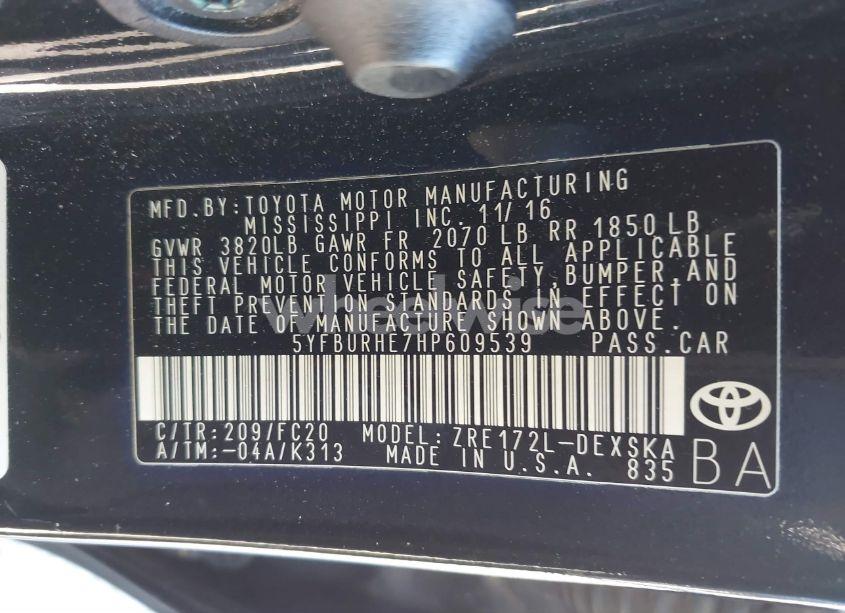 MFD.BY:TOYOTA MOTOR MANUFACTURING
MISSISSIPPI INC. 11/16
GVWR 3820LB GAWR FR 2070 LB RR 1850 LB
THIS VEHICLE CONFORMS TO ALL APPLICABLE
FEDERAL MOTOR VEHICLE SAFETY,BUMPER,AND
THEFT PREVENTION STANDARDS IN EFFECT ON
THE DATE OF MANUFACTURE SHOWN ABOVE.
5YFBURHE7HP609539 PASS.CAR
C/TR:209/FC20 MODEL:ZRE172L-DEXSKA
A/TM:-04A/K313 MADE IN U.S.A. 835
BA
wheelwise